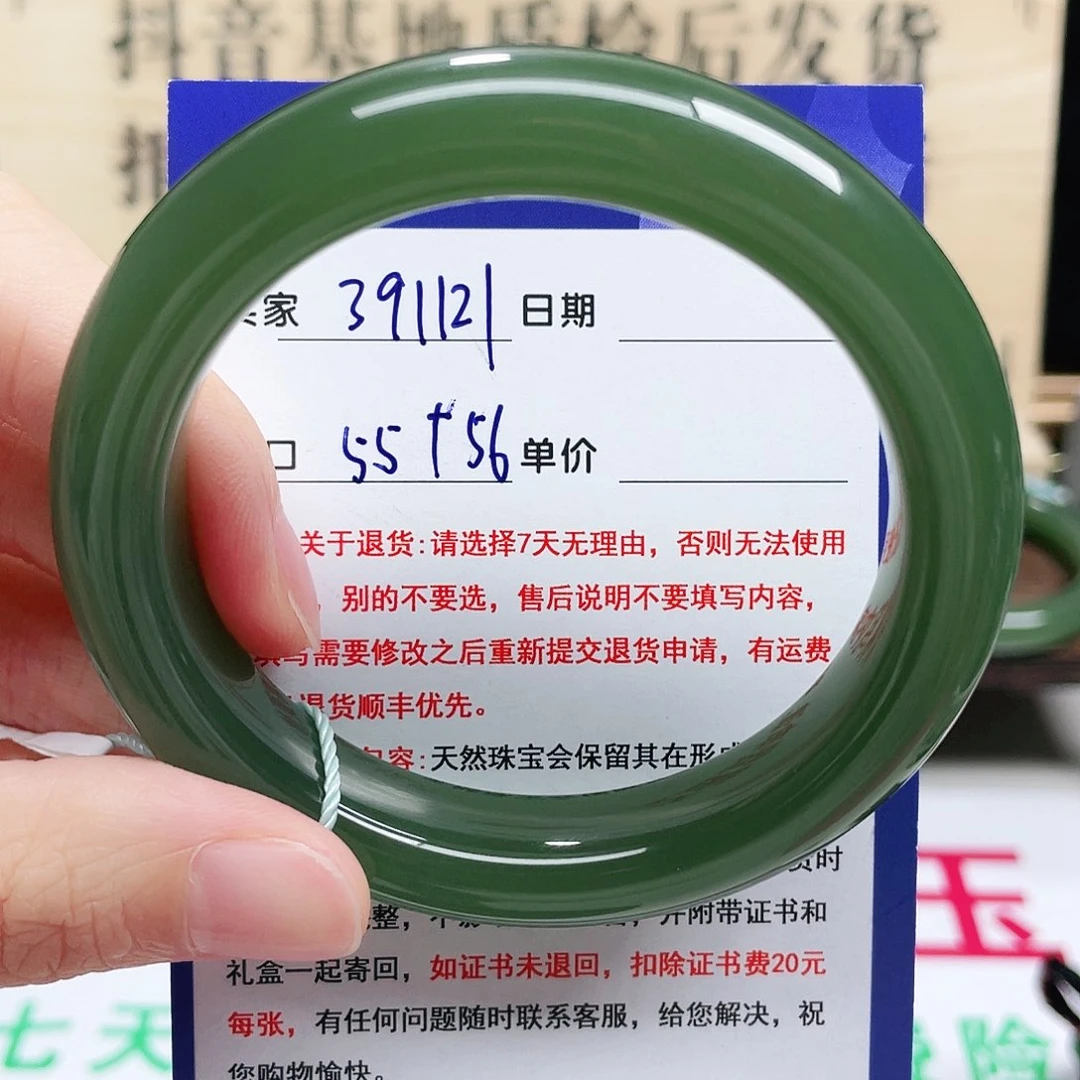 抖音基地质检后发货
家 391121 日期
口 55+56 单价
关于退货:请选择7天无理由，否则无法使用
，别的不要选，售后说明不要填写内容，
填写需要修改之后重新提交退货申请，有运费
退货顺丰优先。
包容:天然珠宝会保留其在形成
货时
整，
并附带证书和
礼盒一起寄回，如证书未退回，扣除证书费20元
每张，有任何问题随时联系客服，给您解决，祝
您购物愉快。
玉
七天
险